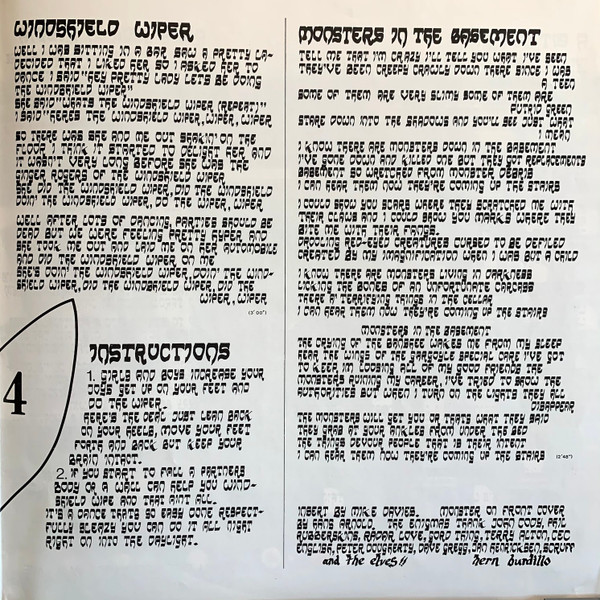 WINDSHIELD WIPER
WELL I WAS SITTING IN A BAR SAW A PRETTY LA-
DECIDED THAT I LIKED HER SO I ASKED HER TO
DANCE I SAID "HEY PRETTY LADY LETS BE DOING
THE WINDSHIELD WIPER"
SHE SAID "WHATS THE WINDSHIELD WIPER (REPEAT)"
I SAID "HERES THE WINDSHIELD WIPER, WIPER, WIPER
SO THERE WAS SHE AND ME OUT SHAKIN' ON THE
FLOOR I THINK IT STARTED TO DELIGHT HER AND
IT WASN'T VERY LONG BEFORE SHE WAS THE
GINGER ROGERS OF THE WINDSHIELD WIPER
SHE DID THE WINDSHIELD WIPER, DID THE WINDSHIELD
DOIN' THE WINDSHIELD WIPER, DO THE WIPER, WIPER
WELL AFTER LOTS OF DANCING, PARTIES SHOULD BE
DEAD BUT WE WERE FEELING PRETTY HYPER AND
SHE TOOK ME OUT AND LAID ME ON HER AUTOMOBILE
AND DID THE WINDSHIELD WIPER ON ME
SHE'S DOIN' THE WINDSHIELD WIPER, DOIN' THE WIND-
SHIELD WIPER, DID THE WINDSHIELD WIPER, DID THE
WIPER, WIPER
(2'00")
INSTRUCTIONS
1. GIRLS AND BOYS INCREASE YOUR
JOYS GET UP ON YOUR FEET AND
DO THE WIPER.
HERE'S THE DEAL JUST LEAN BACK
ON YOUR HEELS, MOVE YOUR FEET
FORTH AND BACK BUT KEEP YOUR
BRAIN INTACT.
2. IF YOU START TO FALL A PARTNERS
BODY OR A WALL CAN HELP YOU WIND-
SHIELD WIPE AND THAT AINT ALL.
IT'S A DANCE THATS SO EASY DONE RESPECT-
FULLY SLEAZY YOU CAN DO IT ALL NIGHT
RIGHT ON INTO THE DAYLIGHT.
4
MONSTERS IN THE BASEMENT
TELL ME THAT I'M CRAZY I'LL TELL YOU WHAT I'VE SEEN
THEY'VE BEEN CREEPY CRAWLY DOWN THERE SINCE I WAS
A TEEN
SOME OF THEM ARE VERY SLIMY SOME OF THEM ARE
PUTRID GREEN
STARE DOWN INTO THE SHADOWS AND YOU'LL SEE JUST WHAT
I MEAN
I KNOW THERE ARE MONSTERS DOWN IN THE BASEMENT
I'VE GONE DOWN AND KILLED ONE BUT THEY GOT REPLACEMENTS
BASEMENT SO WRETCHED FROM MONSTER DEBRIS
I CAN HEAR THEM NOW THEY'RE COMING UP THE STAIRS
I COULD SHOW YOU SCARS WHERE THEY SCRATCHED ME WITH
THEIR CLAWS AND I COULD SHOW YOU MARKS WHERE THEY
BITE ME WITH THEIR FANGS.
DROOLING RED-EYED CREATURES CURSED TO BE DEFILED
CREATED BY MY IMAGNIFICATION WHEN I WAS BUT A CHILD
I KNOW THERE ARE MONSTERS LIVING IN DARKNESS
LICKING THE BONES OF AN UNFORTUNATE CARCASS
THERE A' TERRIFYING THINGS IN THE CELLAR
I CAN HEAR THEM NOW THEY'RE COMING UP THE STAIRS
MONSTERS IN THE BASEMENT
THE CRYING OF THE BANSHEE WAKES ME FROM MY SLEEP
HEAR THE WINGS OF THE GARGOYLE SPECIAL CARE I'VE GOT
TO KEEP IM LOOSING ALL OF MY GOOD FRIENDS THE
MONSTERS RUINING MY CAREER, I'VE TRIED TO SHOW THE
AUTHORITIES BUT WHEN I TURN ON THE LIGHTS THEY ALL
DISAPPEAR
THE MONSTERS WILL GET YOU OR THATS WHAT THEY SAID
THEY GRAB AT YOUR ANKLES FROM UNDER THE BED
THE THINGS DEVOUR PEOPLE THAT IS THEIR INTENT
I CAN HEAR THEM NOW THEY'RE COMING UP THE STAIRS (2'48")
INSERT BY MIKE DAVIES. MONSTER ON FRONT COVER
BY HANS ARNOLD. THE ENIGMAS THANK JOHN CODY, PHIL
RUBBERSKINS, RADAR LOVE, GORD THING, TERRY ALTON, CEC
ENGLISH, PETER DOUGHERTY, DAVE GREGG, JAN HENRICKSEN, SCRUFF
and the elves!! hern burdillo